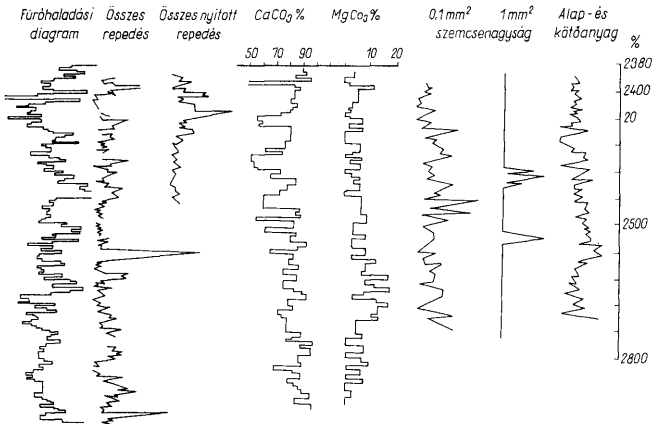 Fúróhaladási
diagram
Összes
repedés
Összes nyitott
repedés
CaCO3 %
50 70 90
MgCo3 %
10 20
0,1mm² 1mm²
szemcsenagyság
Alap- és
kötőanyag
%
2380
2400
20
2500
2800